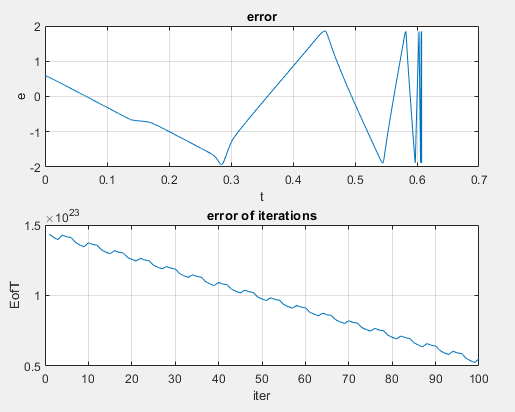 error
2
1
0
-1
-2
e
0 0.1 0.2 0.3 0.4 0.5 0.6 0.7
t
×10^23
error of iterations
1.5
1
0.5
EofT
0 10 20 30 40 50 60 70 80 90 100
iter